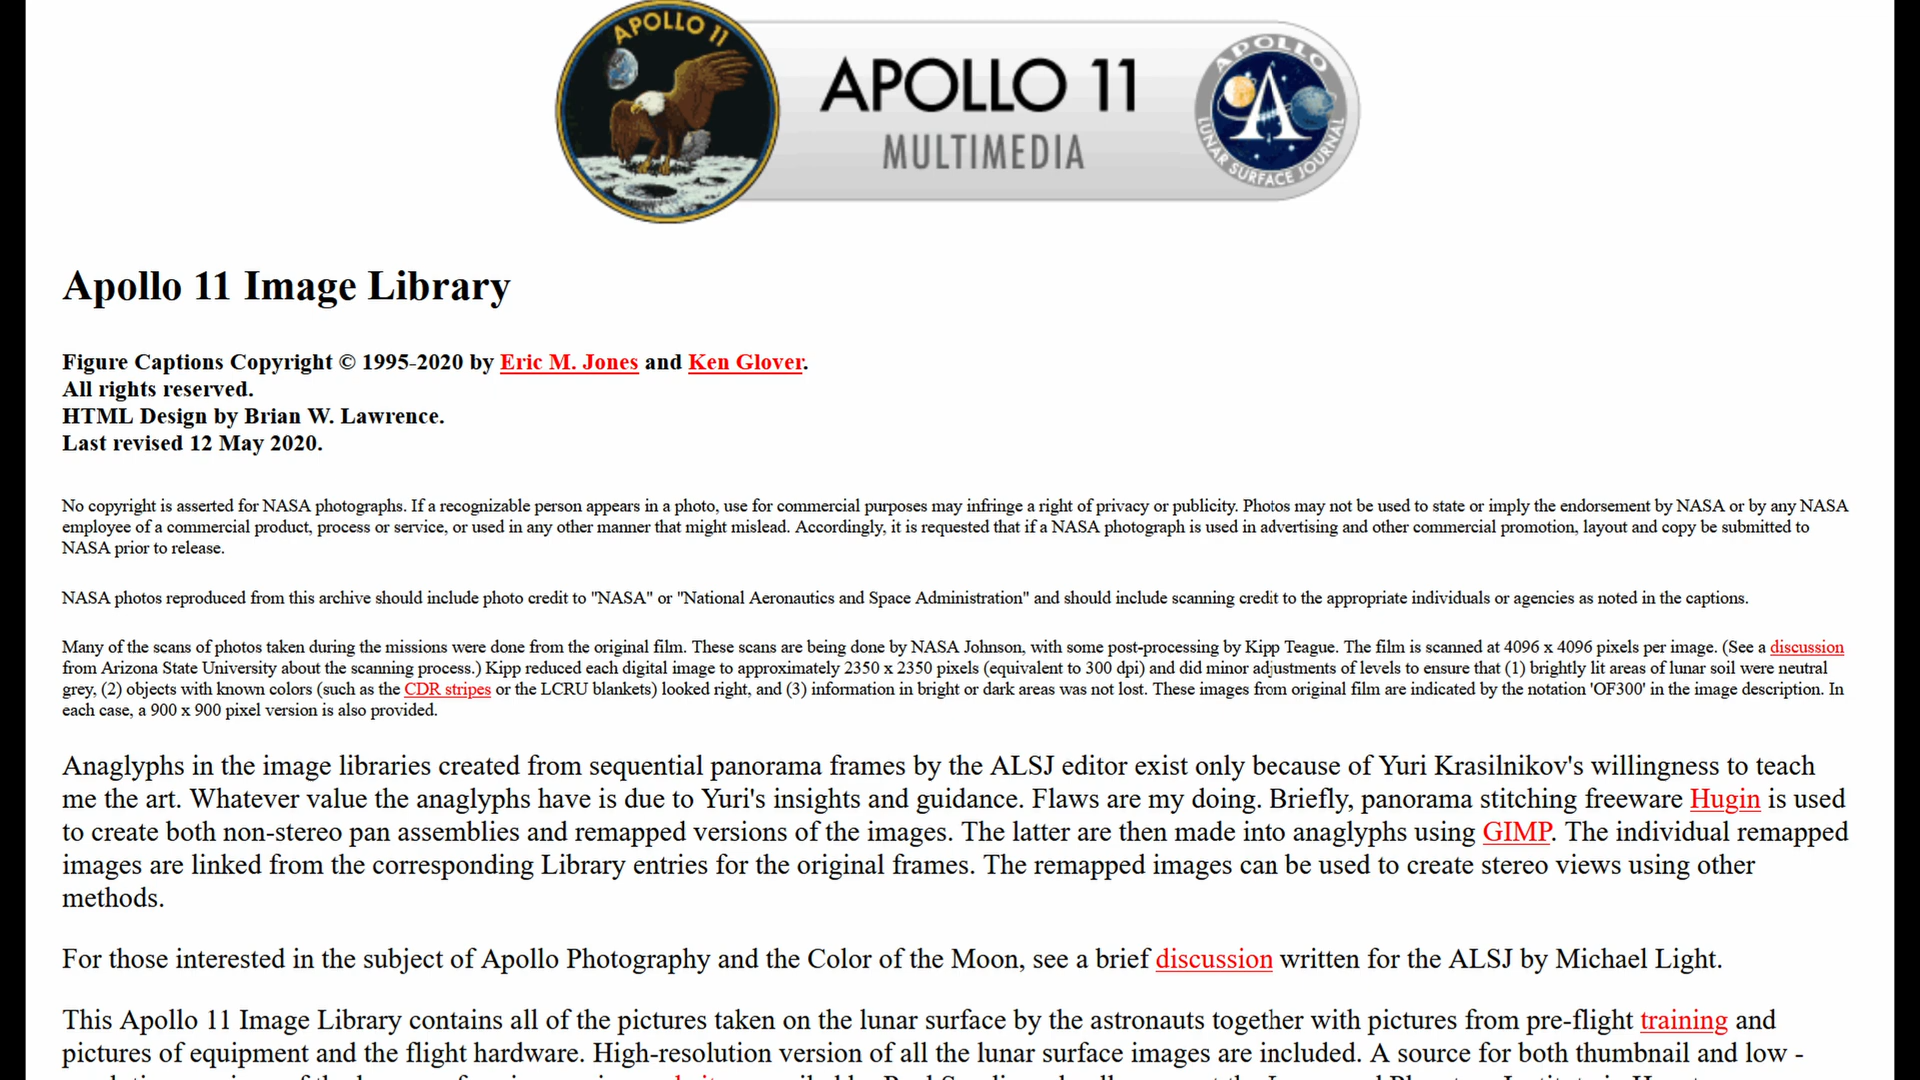 APOLLO 11
APOLLO 11
MULTIMEDIA
APOLLO
LUNAR SURFACE JOURNAL
Apollo 11 Image Library
Figure Captions Copyright © 1995-2020 by Eric M. Jones and Ken Glover.
All rights reserved.
HTML Design by Brian W. Lawrence.
Last revised 12 May 2020.
No copyright is asserted for NASA photographs. If a recognizable person appears in a photo, use for commercial purposes may infringe a right of privacy or publicity. Photos may not be used to state or imply the endorsement by NASA or by any NASA
employee of a commercial product, process or service, or used in any other manner that might mislead. Accordingly, it is requested that if a NASA photograph is used in advertising and other commercial promotion, layout and copy be submitted to
NASA prior to release.
NASA photos reproduced from this archive should include photo credit to "NASA" or "National Aeronautics and Space Administration" and should include scanning credit to the appropriate individuals or agencies as noted in the captions.
Many of the scans of photos taken during the missions were done from the original film. These scans are being done by NASA Johnson, with some post-processing by Kipp Teague. The film is scanned at 4096 x 4096 pixels per image. (See a discussion
from Arizona State University about the scanning process.) Kipp reduced each digital image to approximately 2350 x 2350 pixels (equivalent to 300 dpi) and did minor adjustments of levels to ensure that (1) brightly lit areas of lunar soil were neutral
grey, (2) objects with known colors (such as the CDR stripes or the LCRU blankets) looked right, and (3) information in bright or dark areas was not lost. These images from original film are indicated by the notation 'OF300' in the image description. In
each case, a 900 x 900 pixel version is also provided.
Anaglyphs in the image libraries created from sequential panorama frames by the ALSJ editor exist only because of Yuri Krasilnikov's willingness to teach
me the art. Whatever value the anaglyphs have is due to Yuri's insights and guidance. Flaws are my doing. Briefly, panorama stitching freeware Hugin is used
to create both non-stereo pan assemblies and remapped versions of the images. The latter are then made into anaglyphs using GIMP. The individual remapped
images are linked from the corresponding Library entries for the original frames. The remapped images can be used to create stereo views using other
methods.
For those interested in the subject of Apollo Photography and the Color of the Moon, see a brief discussion written for the ALSJ by Michael Light.
This Apollo 11 Image Library contains all of the pictures taken on the lunar surface by the astronauts together with pictures from pre-flight training and
pictures of equipment and the flight hardware. High-resolution version of all the lunar surface images are included. A source for both thumbnail and low -